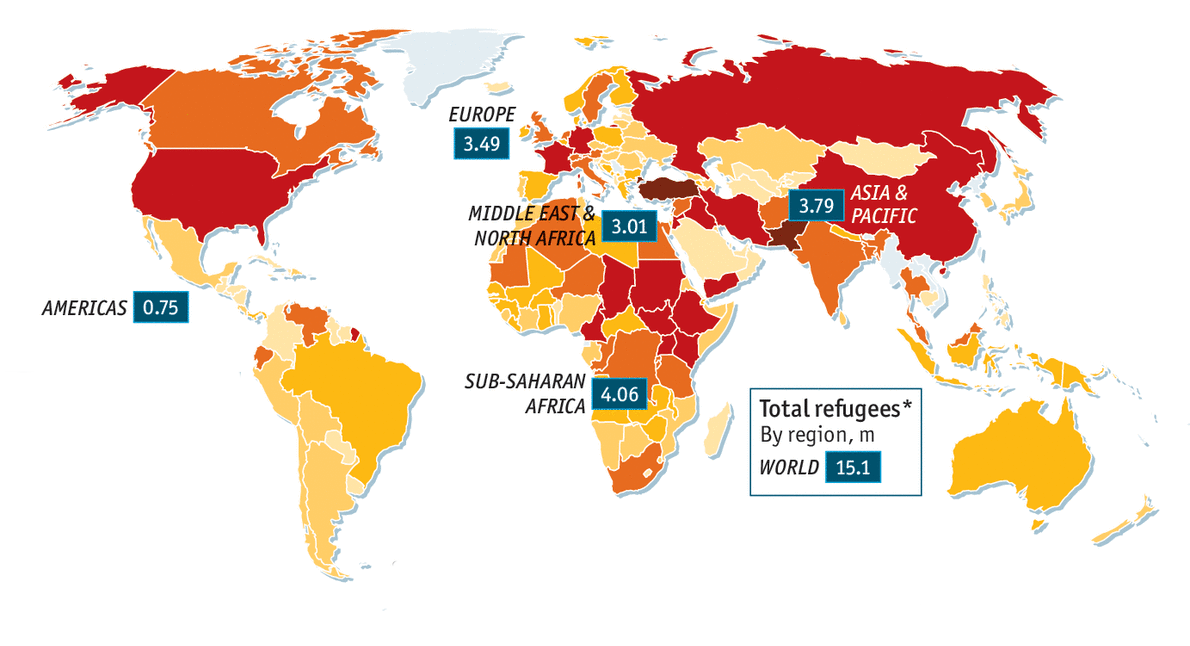 EUROPE
3.49
MIDDLE EAST &
NORTH AFRICA
3.01
3.79
ASIA &
PACIFIC
AMERICAS
0.75
SUB-SAHARAN
AFRICA
4.06
Total refugees*
By region, m
WORLD
15.1